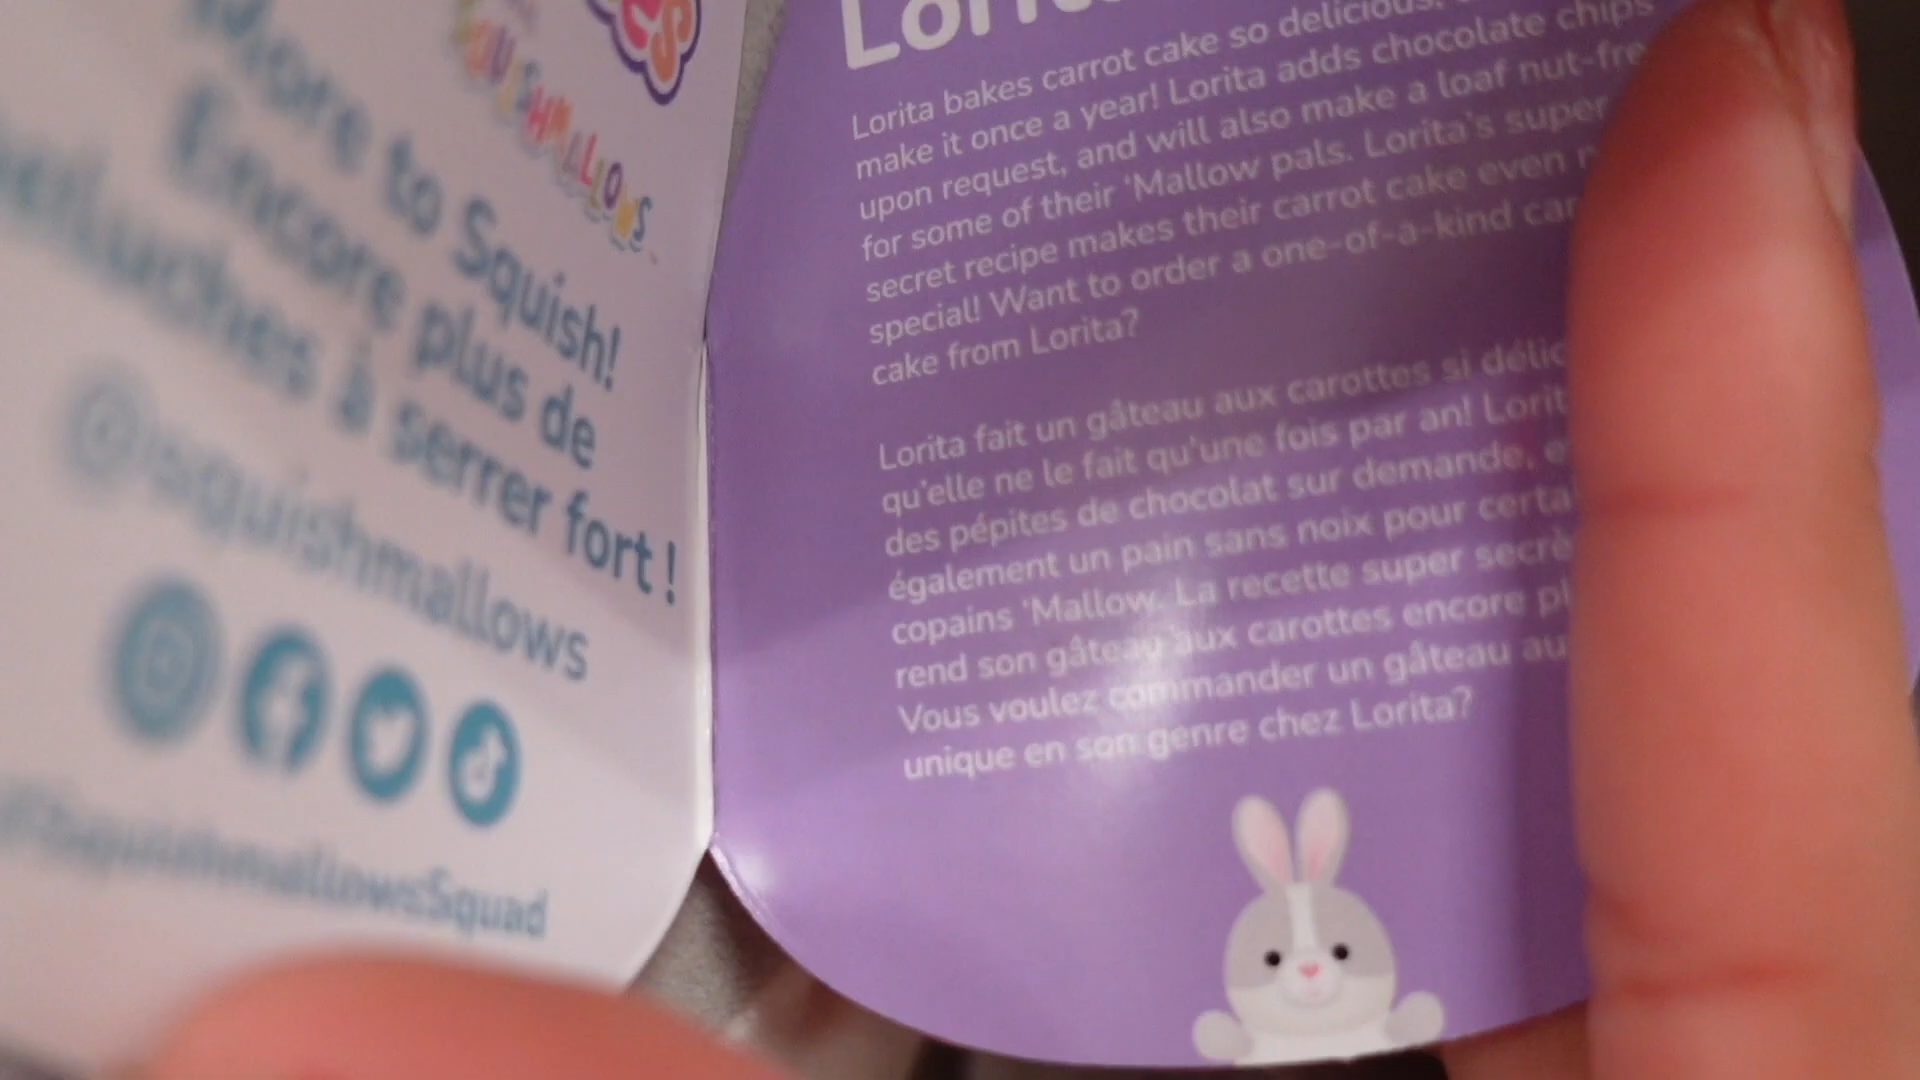 SQUISHMALLOWS
More to Squish!
Encore plus de
à serrer fort !
@squishmallows
Lorita bakes carrot cake so delicious,
make it once a year! Lorita adds chocolate chips
upon request, and will also make a loaf
for some of their 'Mallow pals. Lorita's super
secret recipe makes their carrot cake even
special! Want to order a one-of-a-kind
cake from Lorita?
Lorita fait un gâteau aux carottes si
qu'elle ne le fait qu'une fois par an!
des pépites de chocolat sur demande,
également un pain sans noix pour
copains 'Mallow. La recette super
rend son gâteau aux carottes encore
Vous voulez commander un gâteau
unique en son genre chez Lorita?